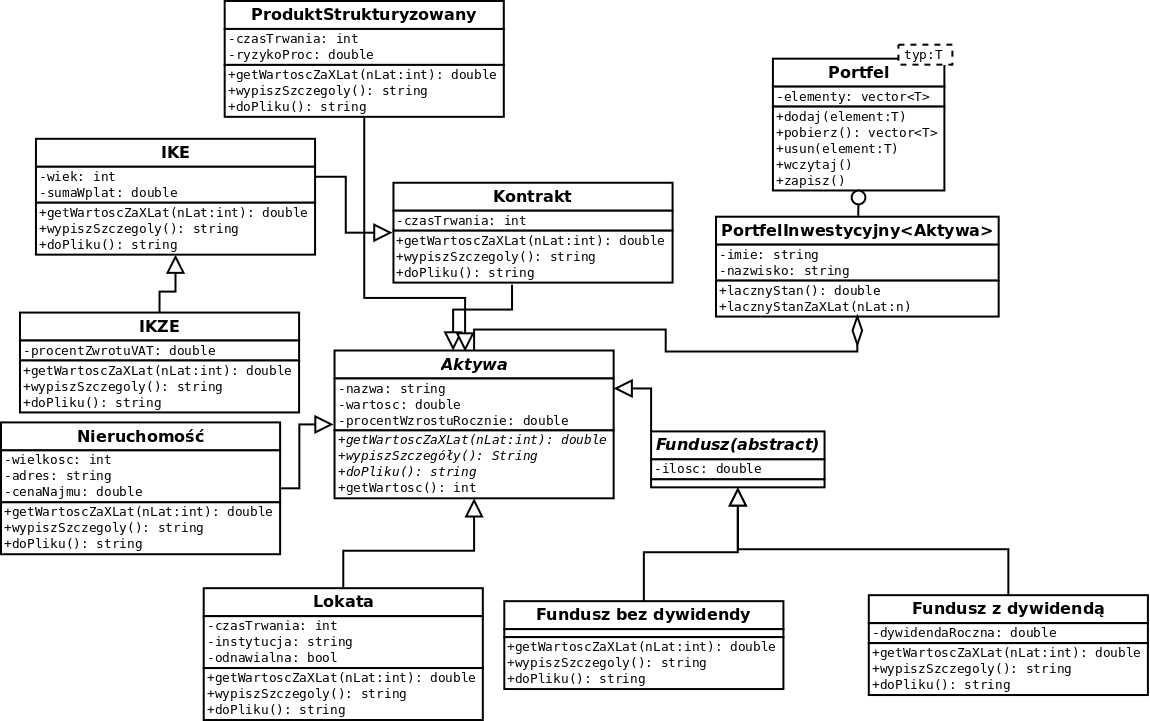 ProduktStrukturyzowany
-czasTrwania: int
-ryzykoProc: double
+getWartoscZaXLat(nLat:int): double
+wypiszSzczegoly(): string
+doPliku(): string
typ:T
Portfel
-elementy: vector<T>
+dodaj(element:T)
+pobierz(): vector<T>
+usun(element:T)
+wczytaj()
+zapisz()
IKE
-wiek: int
-sumaWplat: double
+getWartoscZaXLat(nLat:int): double
+wypiszSzczegoly(): string
+doPliku(): string
Kontrakt
-czasTrwania: int
+getWartoscZaXLat(nLat:int): double
+wypiszSzczegoly(): string
+doPliku(): string
PortfelInwestycyjny<Aktywa>
-imie: string
-nazwisko: string
+lacznyStan(): double
+lacznyStanZaXLat(nLat:n)
IKZE
-procentZwrotuVAT: double
+getWartoscZaXLat(nLat:int): double
+wypiszSzczegoly(): string
+doPliku(): string
Aktywa
-nazwa: string
-wartosc: double
-procentWzrostuRocznie: double
+getWartoscZaXLat(nLat:int): double
+wypiszSzczegóły(): String
+doPliku(): string
+getWartosc(): int
Nieruchomość
-wielkosc: int
-adres: string
-cenaNajmu: double
+getWartoscZaXLat(nLat:int): double
+wypiszSzczegoly(): string
+doPliku(): string
Fundusz(abstract)
-ilosc: double
Lokata
-czasTrwania: int
-instytucja: string
-odnawialna: bool
+getWartoscZaXLat(nLat:int): double
+wypiszSzczegoly(): string
+doPliku(): string
Fundusz bez dywidendy
+getWartoscZaXLat(nLat:int): double
+wypiszSzczegoly(): string
+doPliku(): string
Fundusz z dywidendą
-dywidendaRoczna: double
+getWartoscZaXLat(nLat:int): double
+wypiszSzczegoly(): string
+doPliku(): string